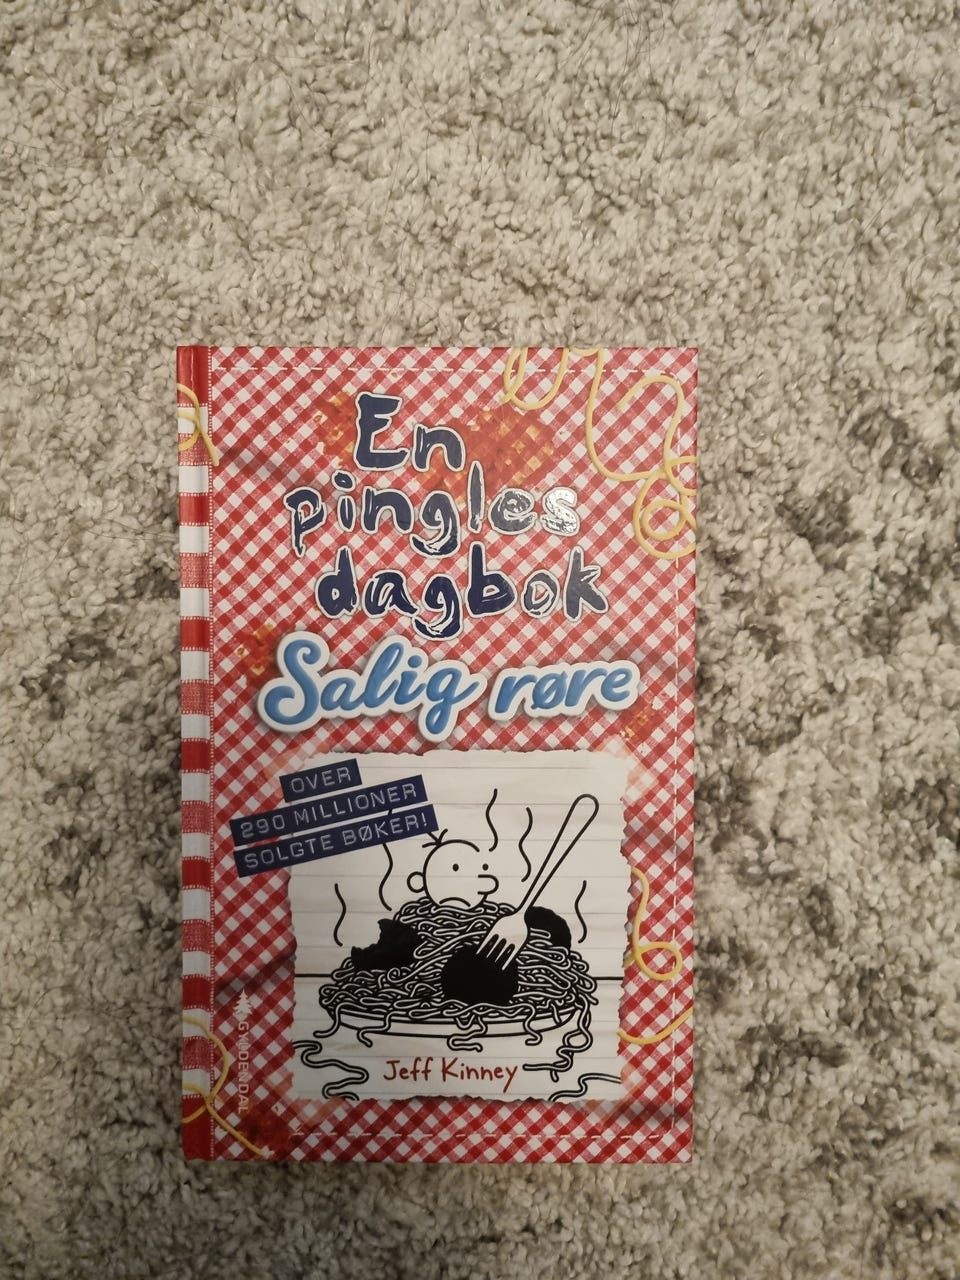 En
pingles
dagbok
Salig røre
OVER
290 MILLIONER
SOLGTE BØKER!
Jeff Kinney
GYLDENDAL